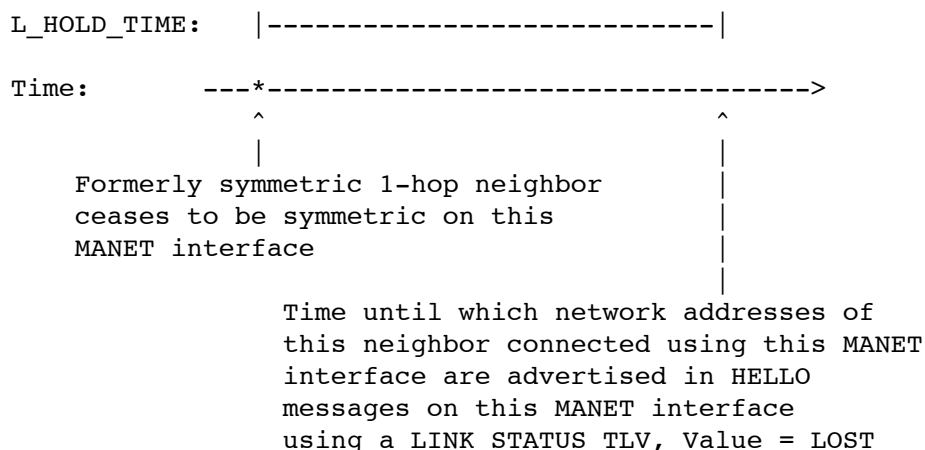 L_HOLD_TIME:   |----------------------------|
Time:       ---*---------------------------------->
^                            ^
|                            |
Formerly symmetric 1-hop neighbor       |
ceases to be symmetric on this          |
MANET interface                         |
|
Time until which network addresses of
this neighbor connected using this MANET
interface are advertised in HELLO
messages on this MANET interface
using a LINK_STATUS TLV, Value = LOST